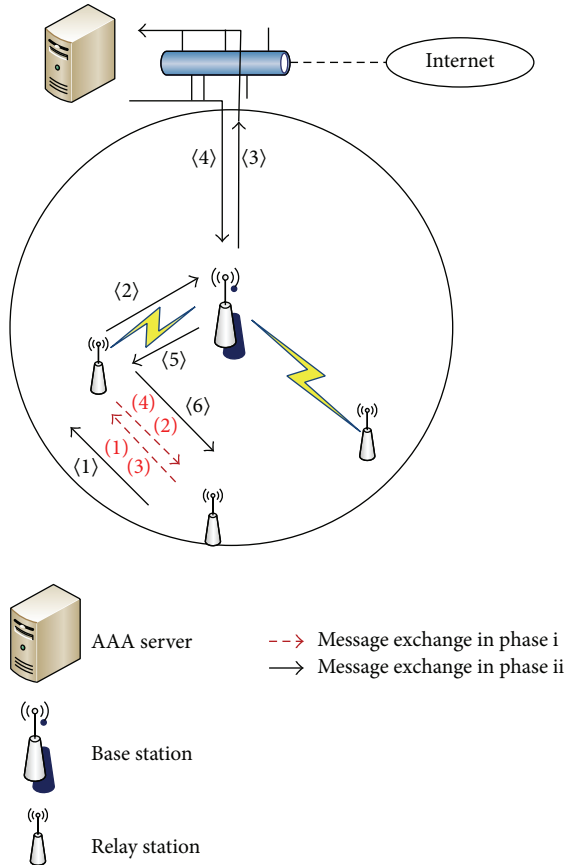 Internet
⟨4⟩ ⟨3⟩
⟨2⟩
⟨5⟩
(4) ⟨6⟩
(2)
(1)
⟨1⟩ (3)
AAA server
Message exchange in phase i
Message exchange in phase ii
Base station
Relay station